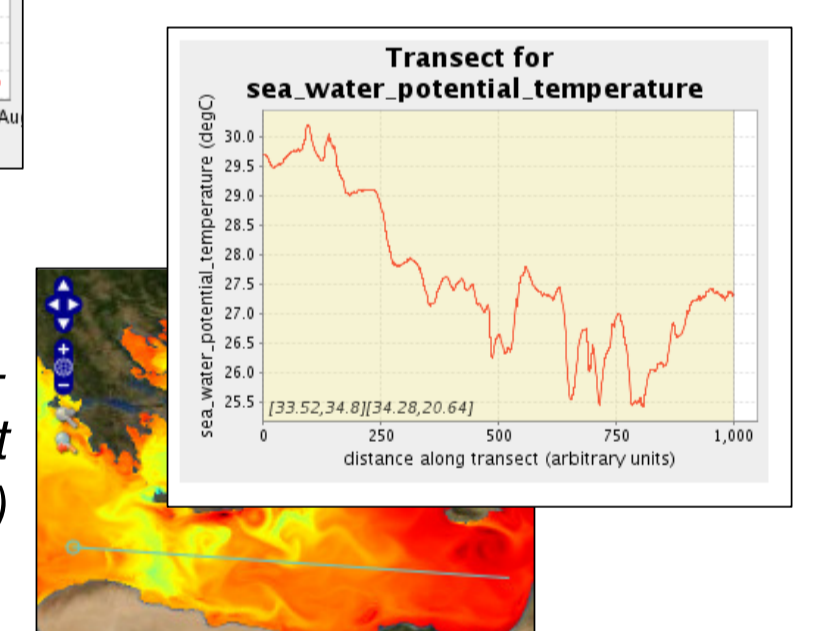 Au
Transect for
sea_water_potential_temperature
sea_water_potential_temperature (degC)
30.0
29.5
29.0
28.5
28.0
27.5
27.0
26.5
26.0
25.5
[33.52,34.8][34.28,20.64]
0 250 500 750 1,000
distance along transect (arbitrary units)
t
)